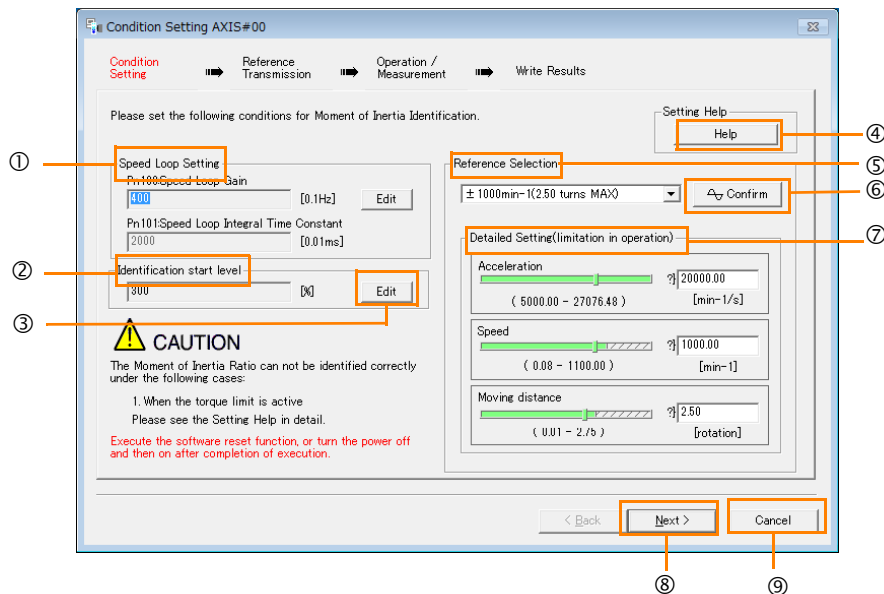 Condition Setting AXIS#00
Condition Setting
Reference Transmission
Operation / Measurement
Write Results
Please set the following conditions for Moment of Inertia Identification.
Setting Help
Help
④
①
Speed Loop Setting
Pn100:Speed Loop Gain
400
[0.1Hz]
Edit
Pn101:Speed Loop Integral Time Constant
2000
[0.01ms]
②
Identification start level
300
[%]
Edit
③
CAUTION
The Moment of Inertia Ratio can not be identified correctly
under the following cases:
1. When the torque limit is active
Please see the Setting Help in detail.
Execute the software reset function, or turn the power off
and then on after completion of execution.
Reference Selection
⑤
± 1000min-1(2.50 turns MAX)
Confirm
⑥
Detailed Setting(limitation in operation)
⑦
Acceleration
20000.00
( 5000.00 - 27076.48 )
[min-1/s]
Speed
1000.00
( 0.08 - 1100.00 )
[min-1]
Moving distance
2.50
( 0.01 - 2.75 )
[rotation]
< Back
Next >
Cancel
⑧
⑨